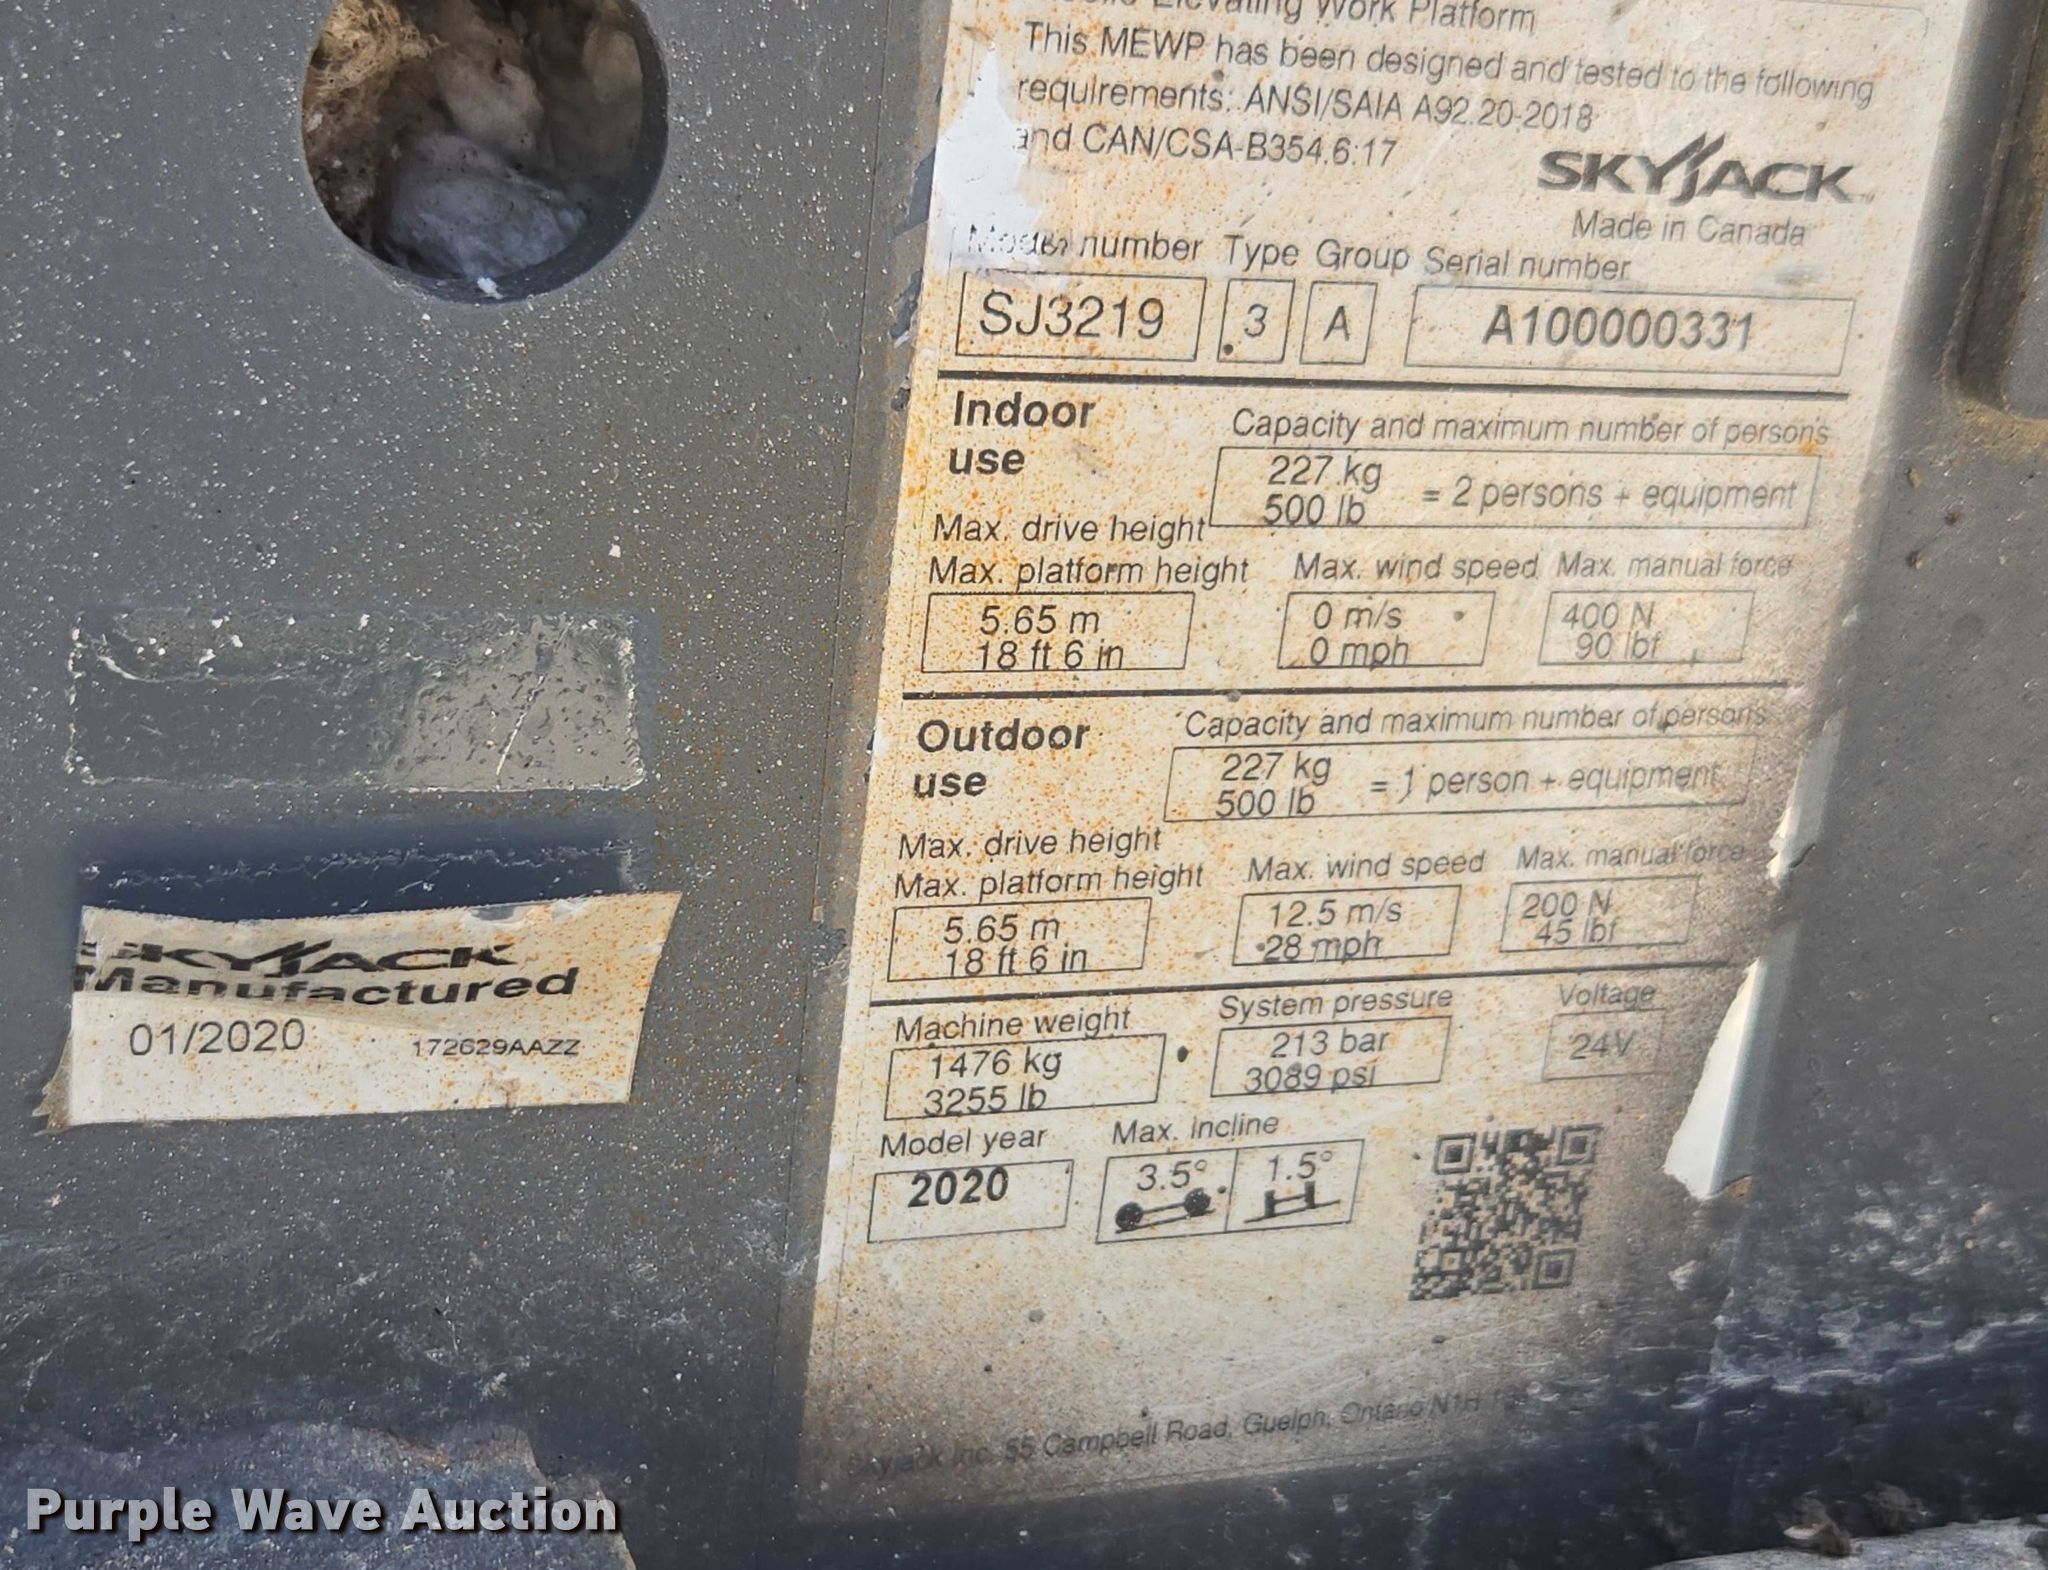 Elevating Work Platform
This MEWP has been designed and tested to the following
requirements: ANSI/SAIA A92.20-2018
and CAN/CSA-B354.6:17
SKYJACK
Made in Canada
Model number Type Group Serial number
SJ3219 3 A A100000331
Indoor
use
Capacity and maximum number of persons
227 kg
500 lb
= 2 persons + equipment
Max. drive height
Max. platform height Max. wind speed Max. manual force
5.65 m 0 m/s 400 N
18 ft 6 in 0 mph 90 lbf
Outdoor
use
Capacity and maximum number of persons
227 kg
500 lb
= 1 person + equipment
Max. drive height
Max. platform height Max. wind speed Max. manual force
5.65 m 12.5 m/s 200 N
18 ft 6 in 28 mph 45 lbf
Machine weight System pressure Voltage
1476 kg 213 bar 24V
3255 lb 3089 psi
Model year Max. incline
2020 3.5° 1.5°
Skyjack Inc. 55 Campbell Road, Guelph, Ontario N1H
SKYJACK
Manufactured
01/2020 172629AAZZ
Purple Wave Auction